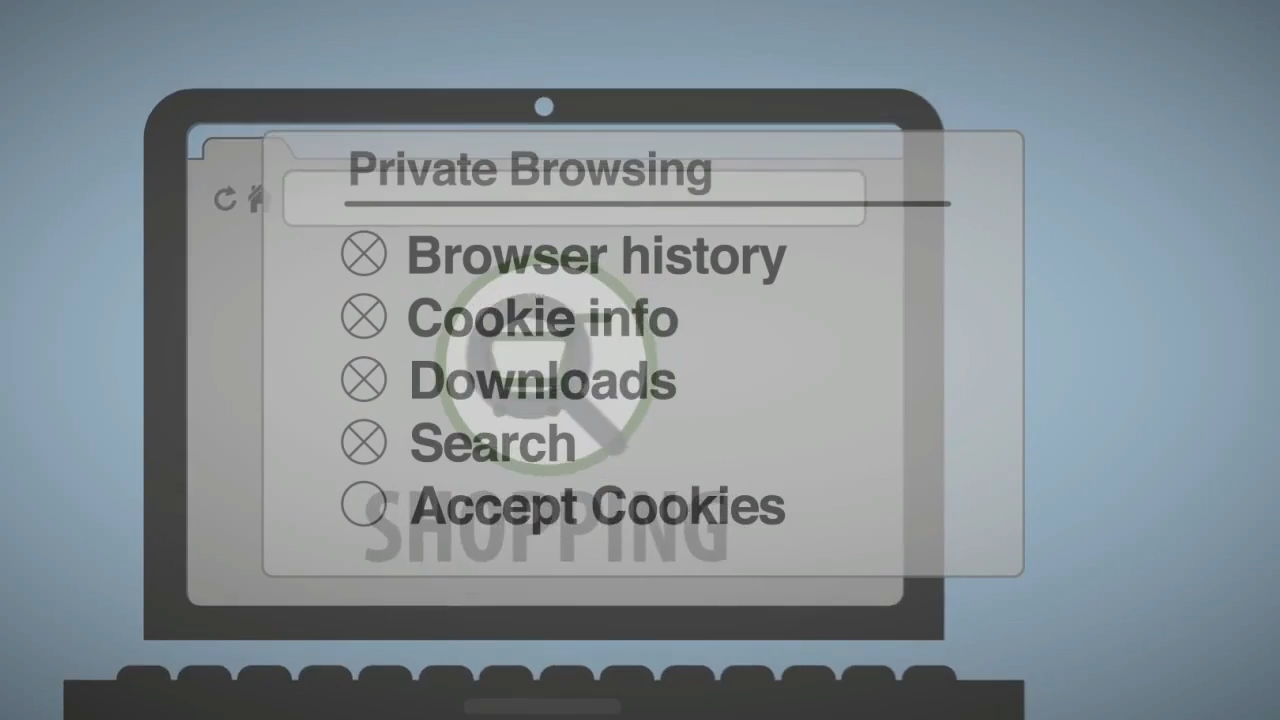 Private Browsing
Browser history
Cookie info
Downloads
Search
Accept Cookies
SHOPPING